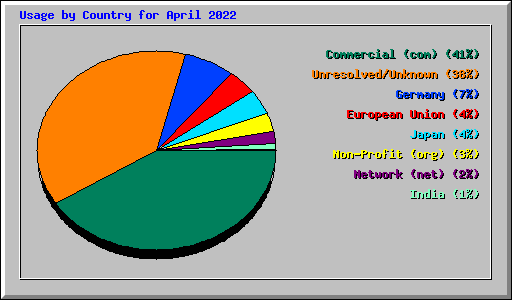 Usage by Country for April 2022
Commercial (com) (41%)
Unresolved/Unknown (38%)
Germany (7%)
European Union (4%)
Japan (4%)
Non-Profit (org) (3%)
Network (net) (2%)
India (1%)